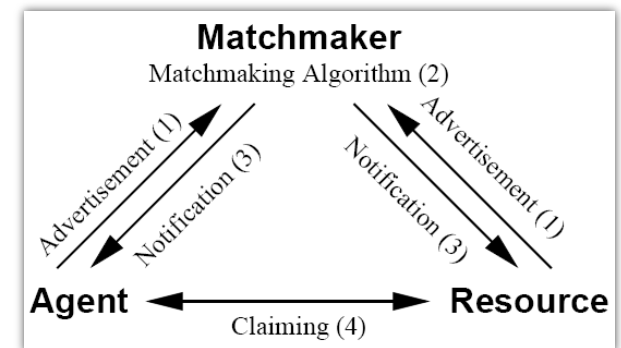 Matchmaker
Matchmaking Algorithm (2)
Advertisement (1)
Notification (3)
Notification (3)
Advertisement (1)
Agent
Resource
Claiming (4)